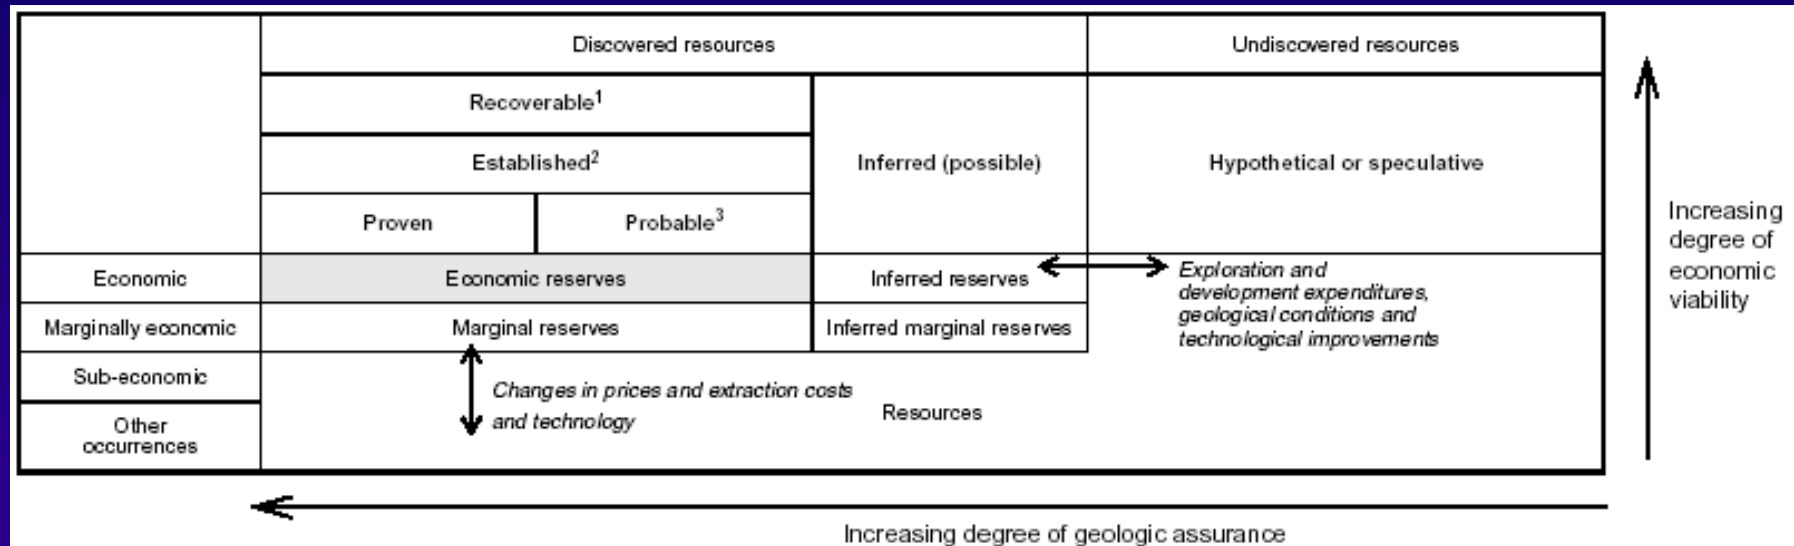 Discovered resources
Undiscovered resources
Recoverable1
Established2
Inferred (possible)
Hypothetical or speculative
Proven
Probable3
Economic
Economic reserves
Inferred reserves
Exploration and
development expenditures,
geological conditions and
technological improvements
Marginally economic
Marginal reserves
Inferred marginal reserves
Sub-economic
Changes in prices and extraction costs
and technology
Resources
Other
occurrences
Increasing
degree of
economic
viability
Increasing degree of geologic assurance